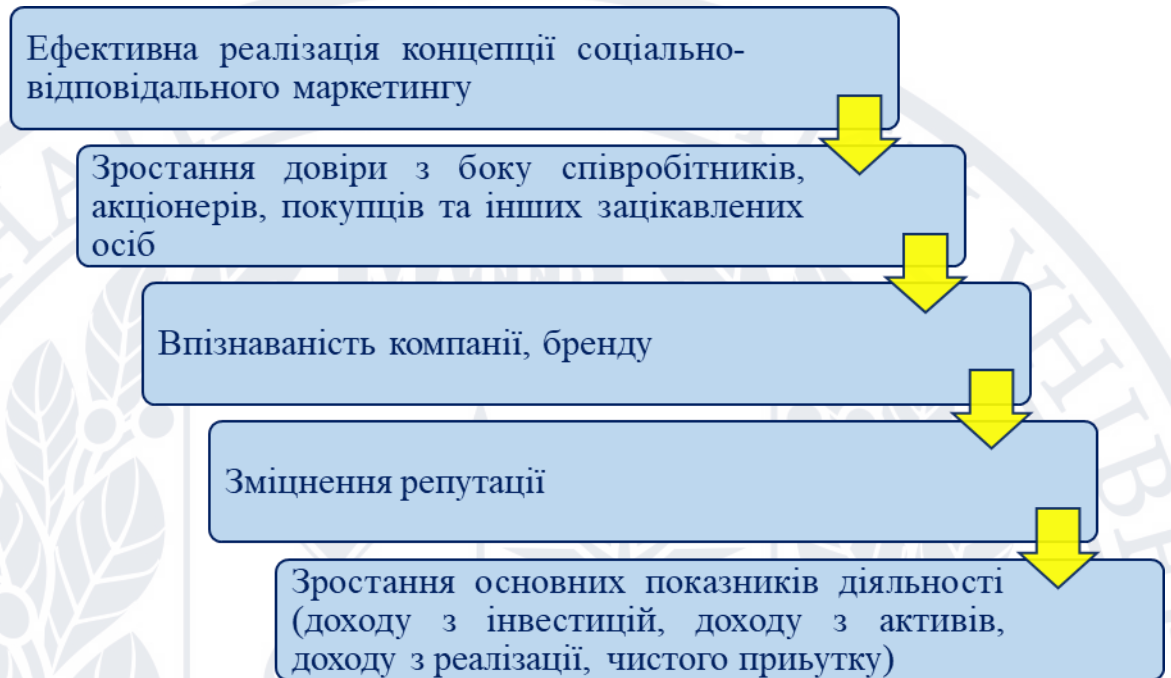 Ефективна реалізація концепції соціально-
відповідального маркетингу
Зростання довіри з боку співробітників,
акціонерів, покупців та інших зацікавлених
осіб
Впізнаваність компанії, бренду
Зміцнення репутації
Зростання основних показників діяльності
(доходу з інвестицій, доходу з активів,
доходу з реалізації, чистого приьутку)